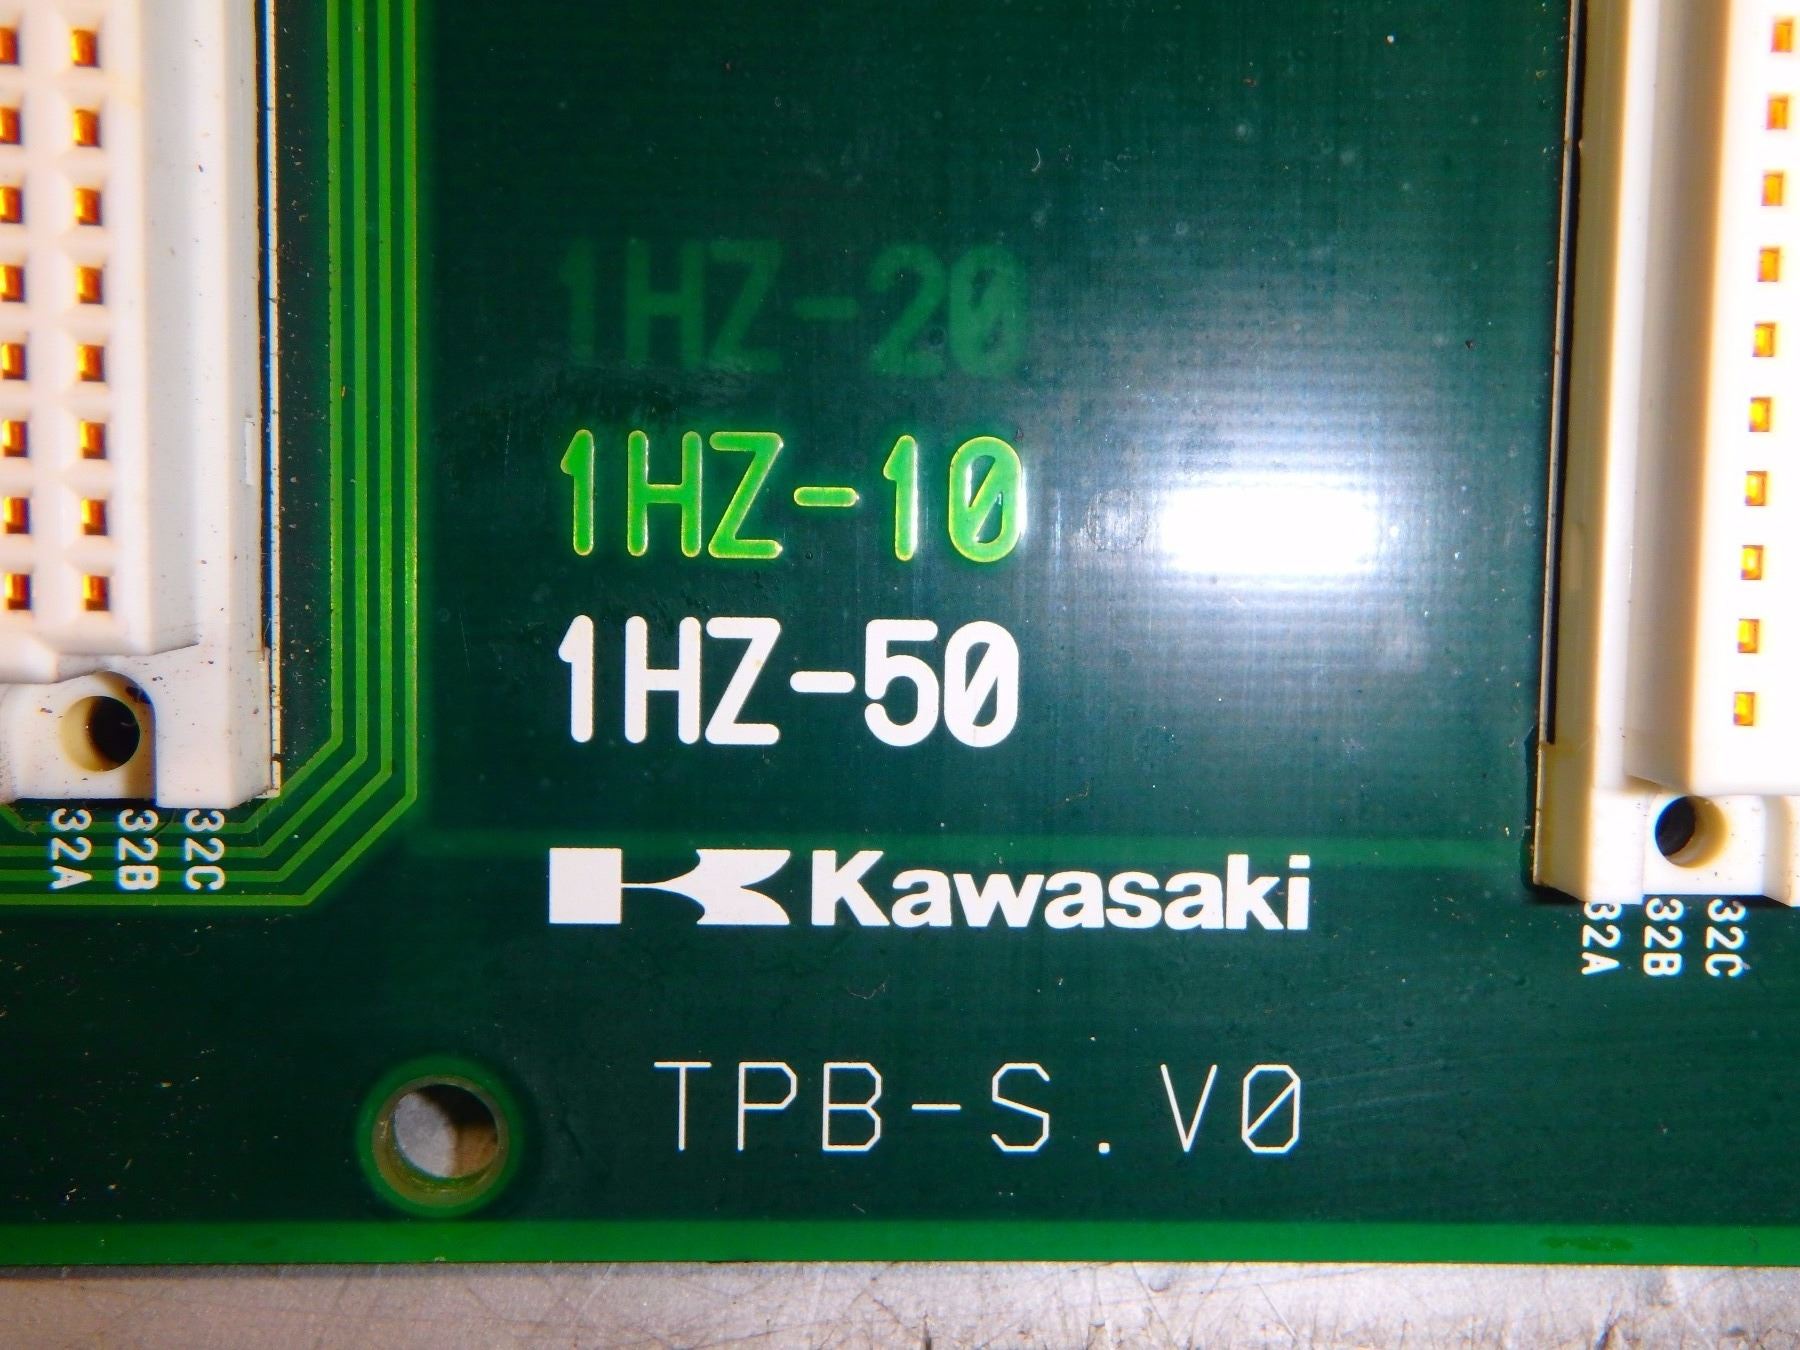 1HZ-20
1HZ-10
1HZ-50
32A 32B 32C
Kawasaki
32A 32B 32C
TPB-S.V0